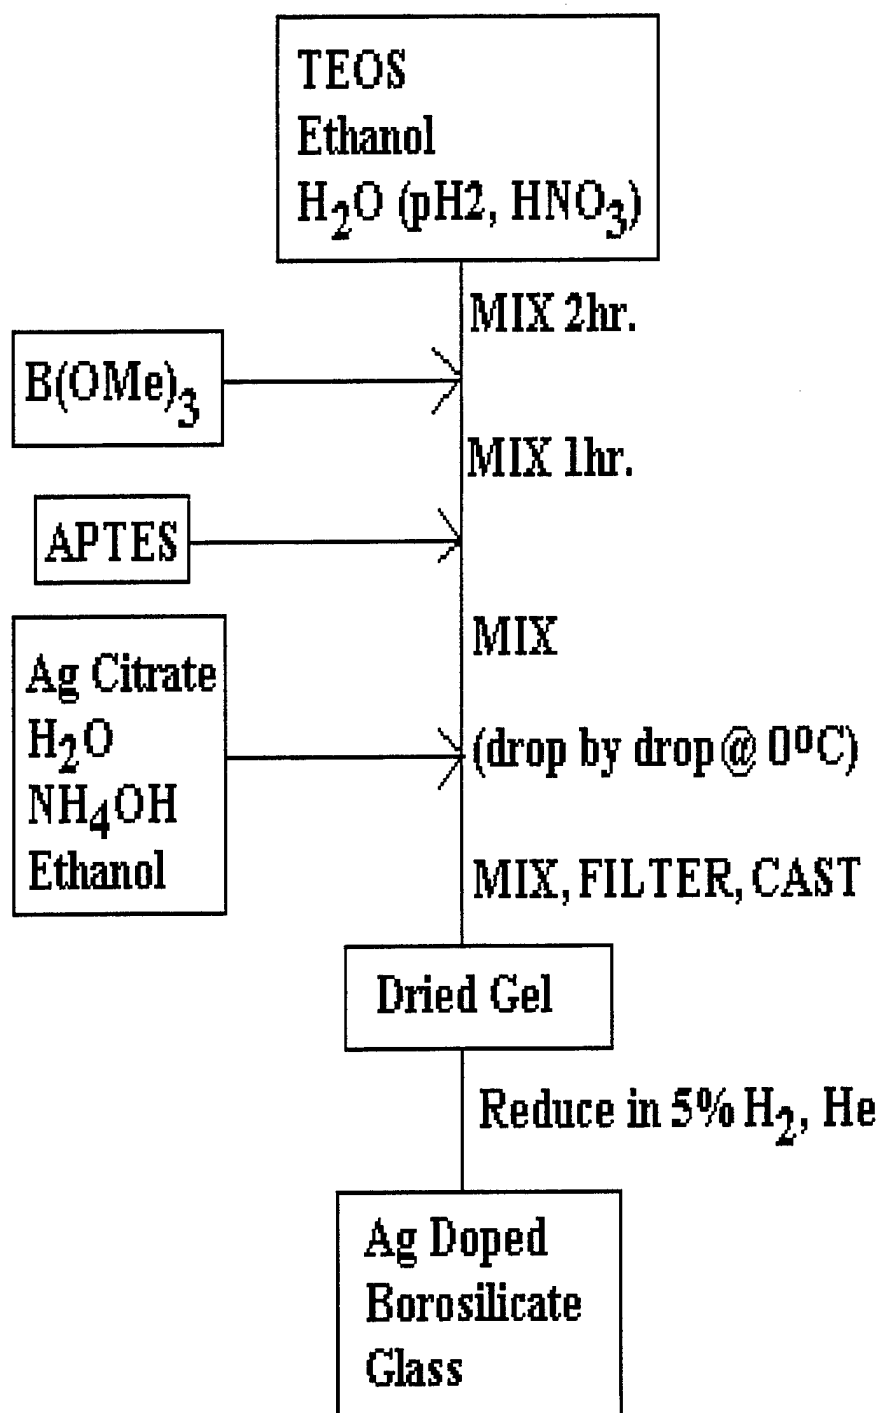 TEOS
Ethanol
H₂O (pH2, HNO₃)
MIX 2hr.
B(OMe)₃
MIX 1hr.
APTES
MIX
Ag Citrate
H₂O
NH₄OH
Ethanol
(drop by drop @ 0ºC)
MIX, FILTER, CAST
Dried Gel
Reduce in 5% H₂, He
Ag Doped
Borosilicate
Glass